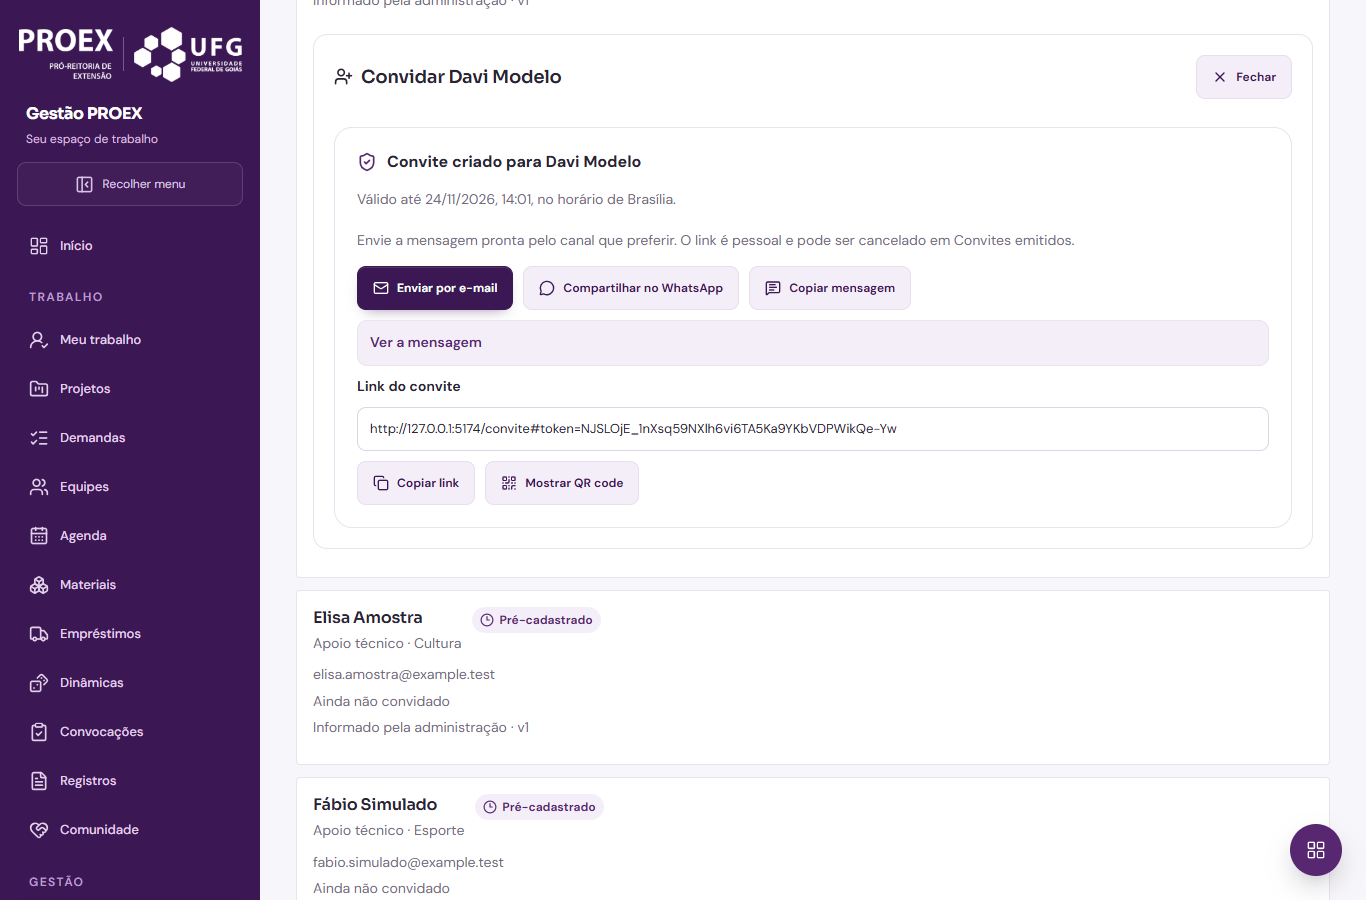 PROEX
PRÓ-REITORIA DE
EXTENSÃO
UFG
UNIVERSIDADE
FEDERAL DE GOIÁS
Gestão PROEX
Seu espaço de trabalho
Recolher menu
Início
TRABALHO
Meu trabalho
Projetos
Demandas
Equipes
Agenda
Materiais
Empréstimos
Dinâmicas
Convocações
Registros
Comunidade
GESTÃO
Informado pela administração · v1
Convidar Davi Modelo
Fechar
Convite criado para Davi Modelo
Válido até 24/11/2026, 14:01, no horário de Brasília.
Envie a mensagem pronta pelo canal que preferir. O link é pessoal e pode ser cancelado em Convites emitidos.
Enviar por e-mail
Compartilhar no WhatsApp
Copiar mensagem
Ver a mensagem
Link do convite
http://127.0.0.1:5174/convite#token=NJSLOjE_1nXsq59NXlh6vi6TA5Ka9YKbVDPWikQe-Yw
Copiar link
Mostrar QR code
Elisa Amostra
Pré-cadastrado
Apoio técnico · Cultura
elisa.amostra@example.test
Ainda não convidado
Informado pela administração · v1
Fábio Simulado
Pré-cadastrado
Apoio técnico · Esporte
fabio.simulado@example.test
Ainda não convidado